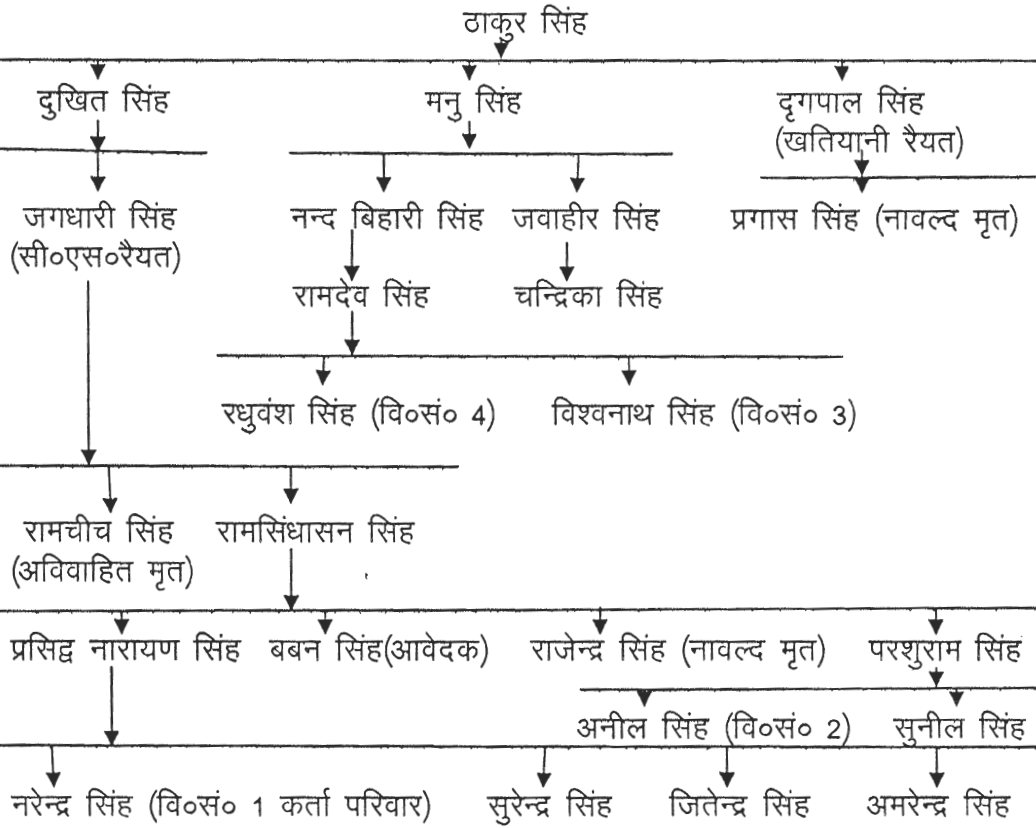 ठाकुर सिंह
दुखित सिंह मनु सिंह दृगपाल सिंह
(खतियानी रैयत)
जगधारी सिंह नन्द बिहारी सिंह जवाहीर सिंह प्रगास सिंह (नावल्द मृत)
(सी०एस०रैयत)
रामदेव सिंह चन्द्रिका सिंह
रधुवंश सिंह (वि०सं० 4) विश्वनाथ सिंह (वि०सं० 3)
रामचीच सिंह रामसिंधासन सिंह
(अविवाहित मृत)
प्रसिद्व नारायण सिंह बबन सिंह(आवेदक) राजेन्द्र सिंह (नावल्द मृत) परशुराम सिंह
अनील सिंह (वि०सं० 2) सुनील सिंह
नरेन्द्र सिंह (वि०सं० 1 कर्ता परिवार) सुरेन्द्र सिंह जितेन्द्र सिंह अमरेन्द्र सिंह